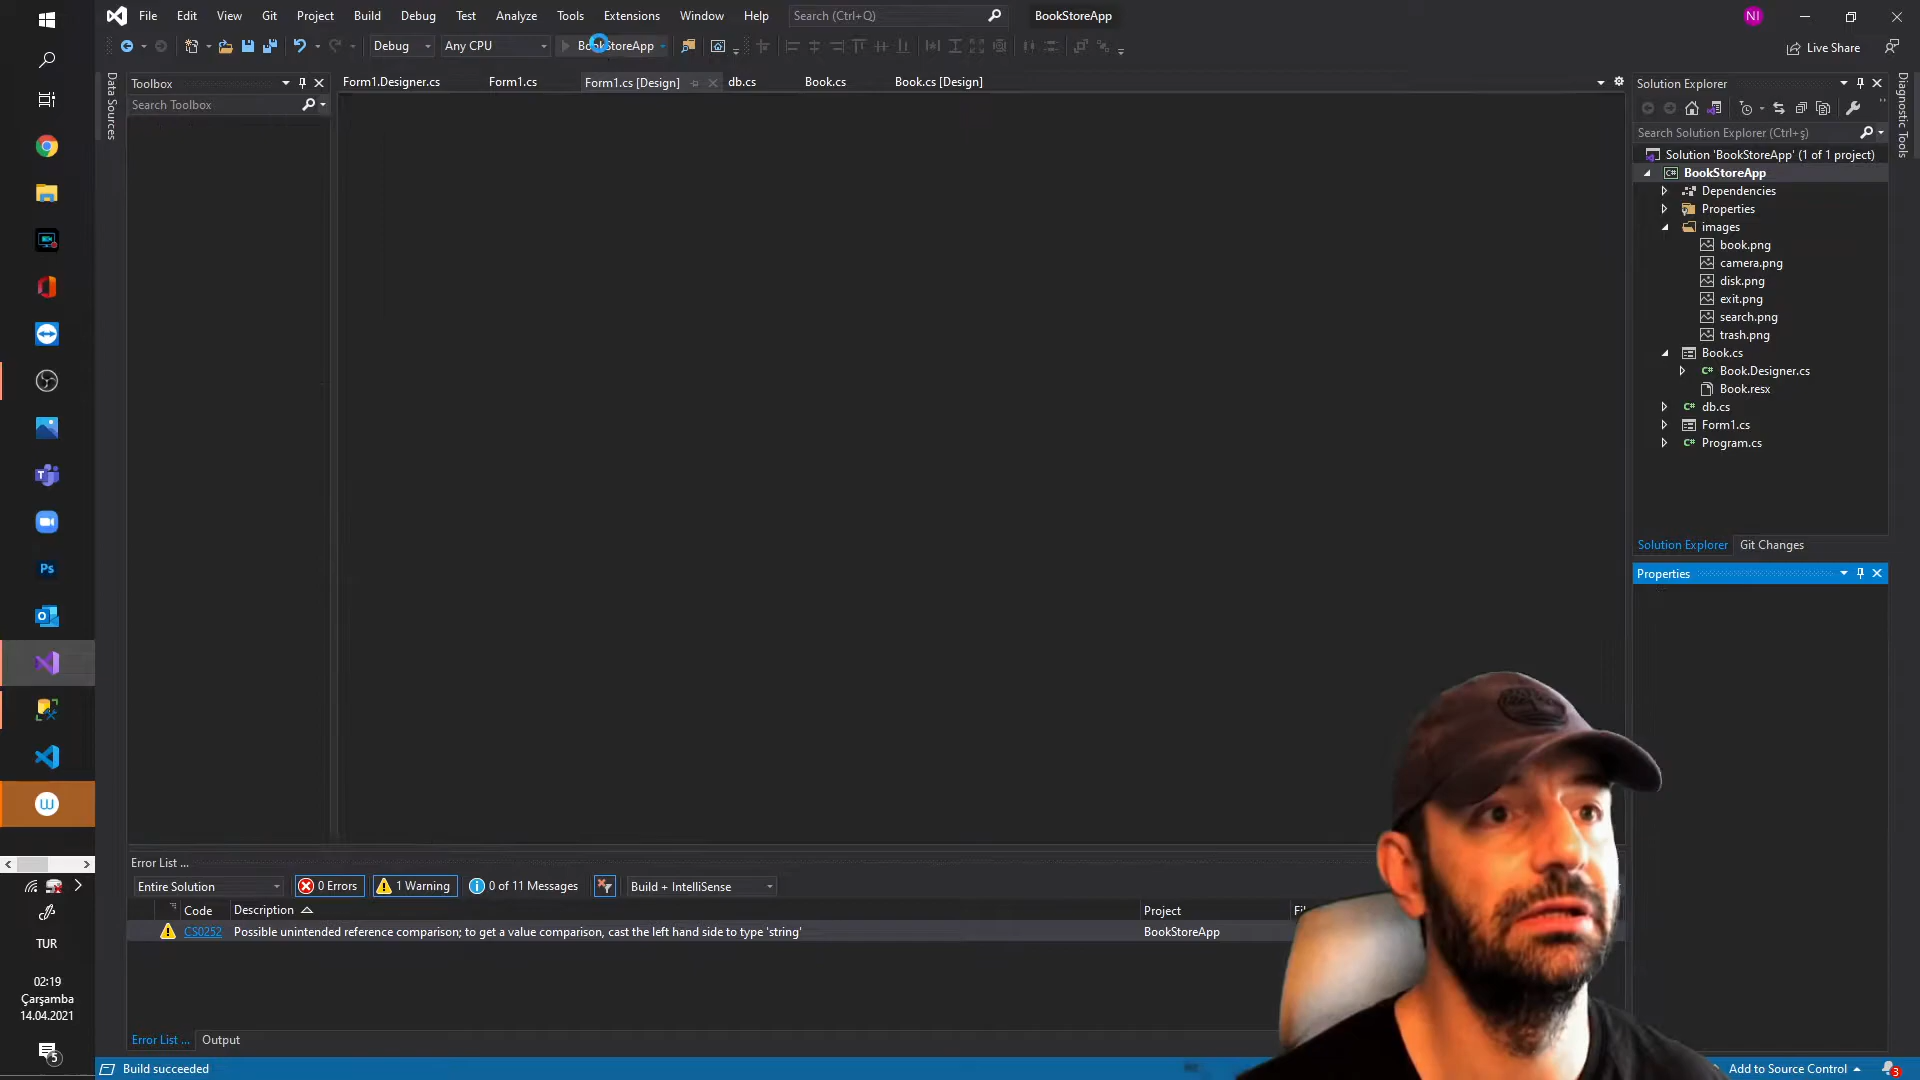 File Edit View Git Project Build Debug Test Analyze Tools Extensions Window Help Search (Ctrl+Q) BookStoreApp NI
Debug Any CPU BookStoreApp Live Share
Data Sources
Toolbox
Search Toolbox
Form1.Designer.cs Form1.cs Form1.cs [Design] db.cs Book.cs Book.cs [Design]
Solution Explorer
Search Solution Explorer (Ctrl+ş)
Solution 'BookStoreApp' (1 of 1 project)
BookStoreApp
Dependencies
Properties
images
book.png
camera.png
disk.png
exit.png
search.png
trash.png
Book.cs
Book.Designer.cs
Book.resx
db.cs
Form1.cs
Program.cs
Solution Explorer Git Changes
Properties
Diagnostic Tools
Error List ...
Entire Solution 0 Errors 1 Warning 0 of 11 Messages Build + IntelliSense
Code Description Project
CS0252 Possible unintended reference comparison; to get a value comparison, cast the left hand side to type 'string' BookStoreApp
Error List ... Output
Build succeeded Add to Source Control 3
Ps
TUR
02:19
Çarşamba
14.04.2021
5